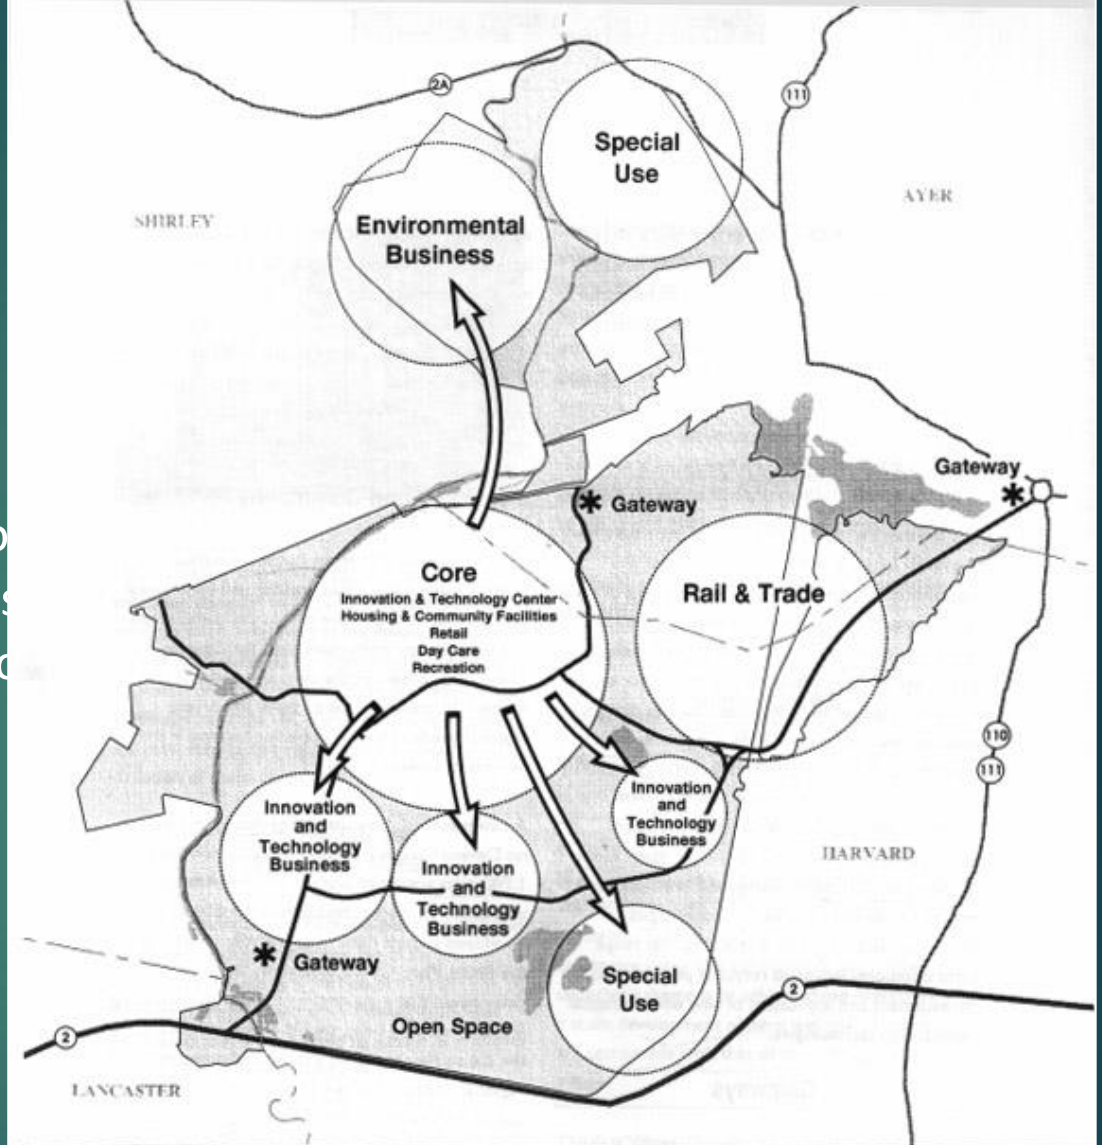 2A
111
Special
Use
AYER
SHIRLEY
Environmental
Business
Gateway
Gateway
Core
Innovation & Technology Center
Housing & Community Facilities
Retail
Day Care
Recreation
Rail & Trade
110
111
Innovation
and
Technology
Business
Innovation
and
Technology
Business
Innovation
and
Technology
Business
HARVARD
Gateway
Special
Use
2
Open Space
2
LANCASTER